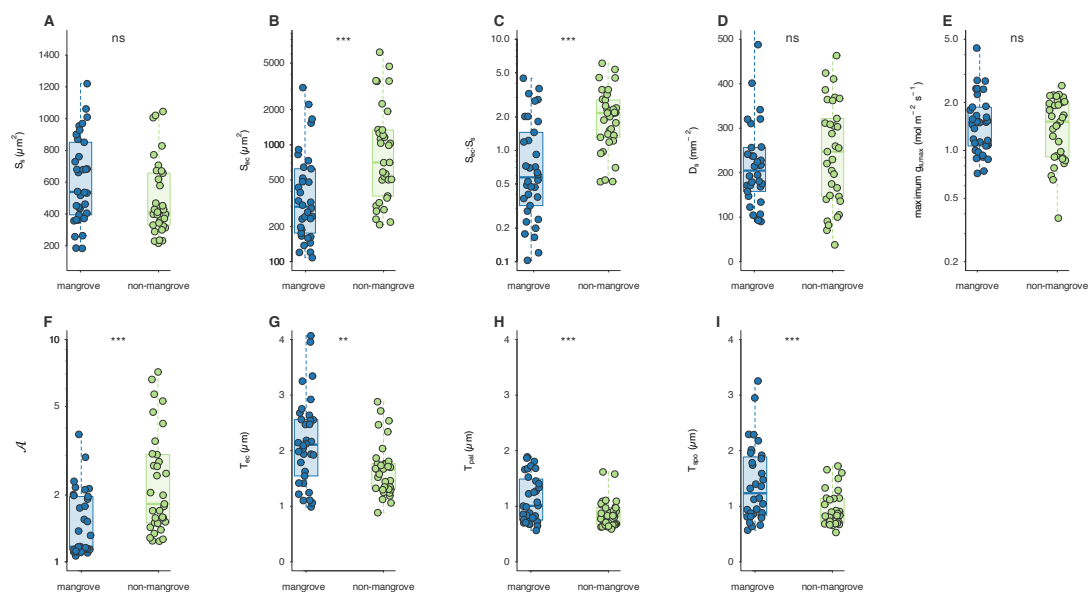 A
ns
Sₛ (μm²)
1400
1200
1000
800
600
400
200
mangrove
non-mangrove
B
***
Sₑc (μm²)
5000
1000
500
100
mangrove
non-mangrove
C
***
Sₑc:Sₛ
10.0
5.0
2.0
1.0
0.5
0.1
mangrove
non-mangrove
D
ns
Dₛ (mm⁻²)
500
400
300
200
100
0
mangrove
non-mangrove
E
ns
maximum gₛ,max (mol m⁻² s⁻¹)
5.0
2.0
1.0
0.5
0.2
mangrove
non-mangrove
F
***
𝒜
10
5
2
1
mangrove
non-mangrove
G
**
Tₑc (μm)
4
3
2
1
0
mangrove
non-mangrove
H
***
Tₚₐₗ (μm)
4
3
2
1
0
mangrove
non-mangrove
I
***
Tₛₚₒ (μm)
4
3
2
1
0
mangrove
non-mangrove